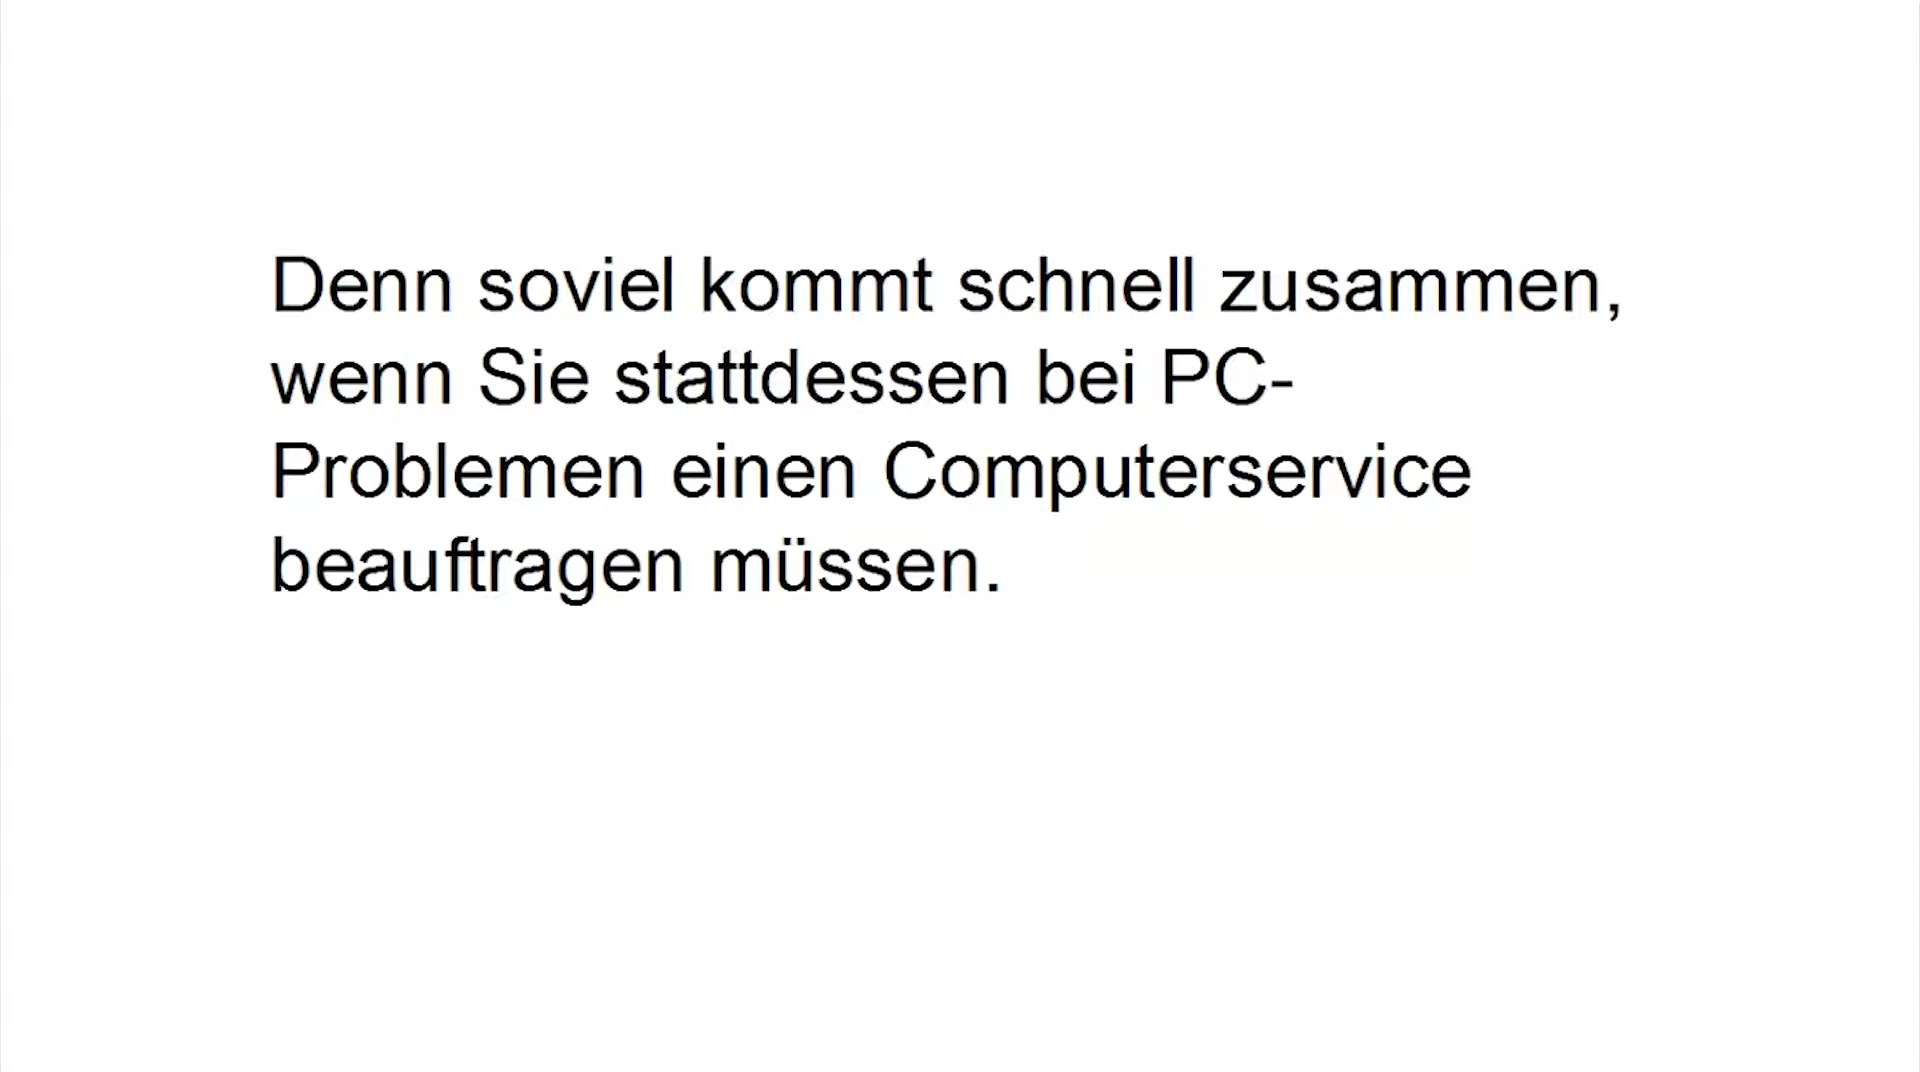 Denn soviel kommt schnell zusammen,
wenn Sie stattdessen bei PC-
Problemen einen Computerservice
beauftragen müssen.